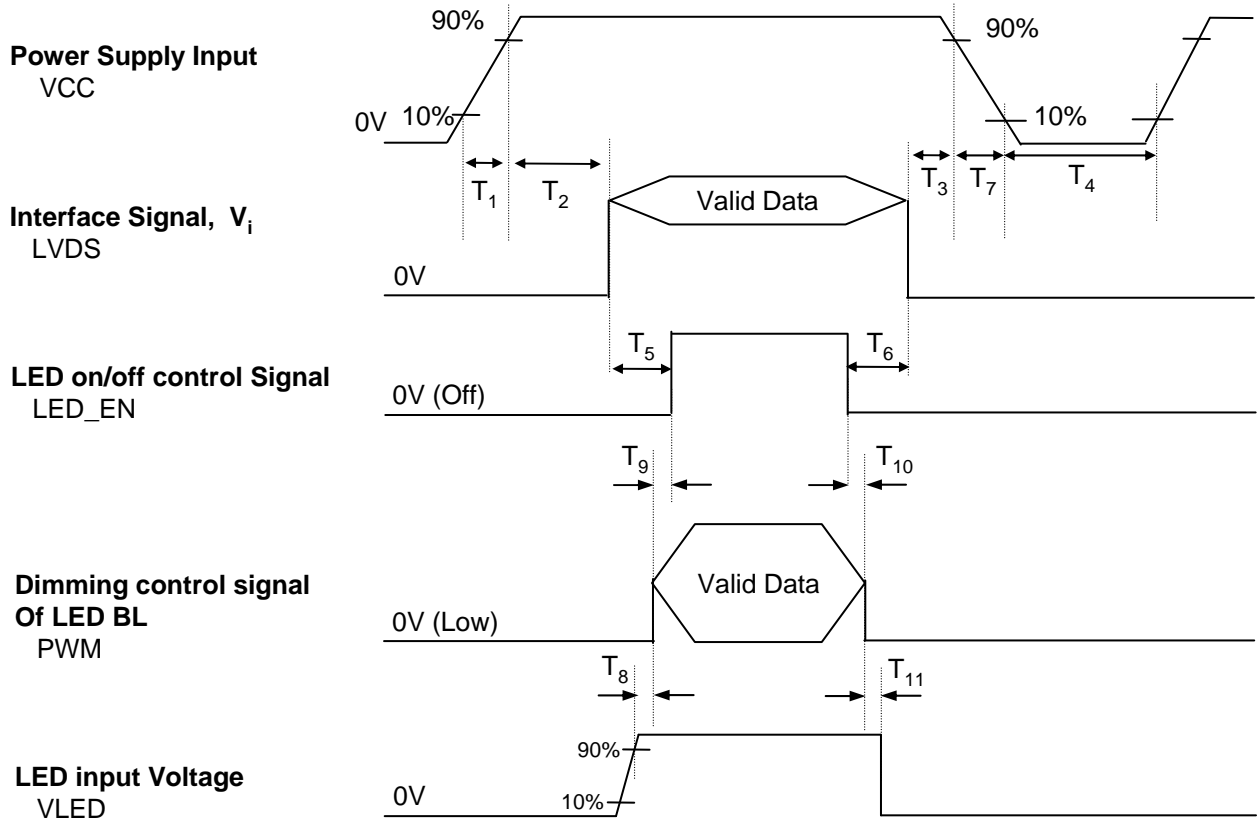 90%
90%
Power Supply Input
VCC
10%
10%
0V
T1
T2
T3
T7
T4
Valid Data
Interface Signal, Vi
LVDS
0V
T5
T6
LED on/off control Signal
LED_EN
0V (Off)
T9
T10
Dimming control signal
Of LED BL
PWM
Valid Data
0V (Low)
T8
T11
90%
LED input Voltage
VLED
0V
10%